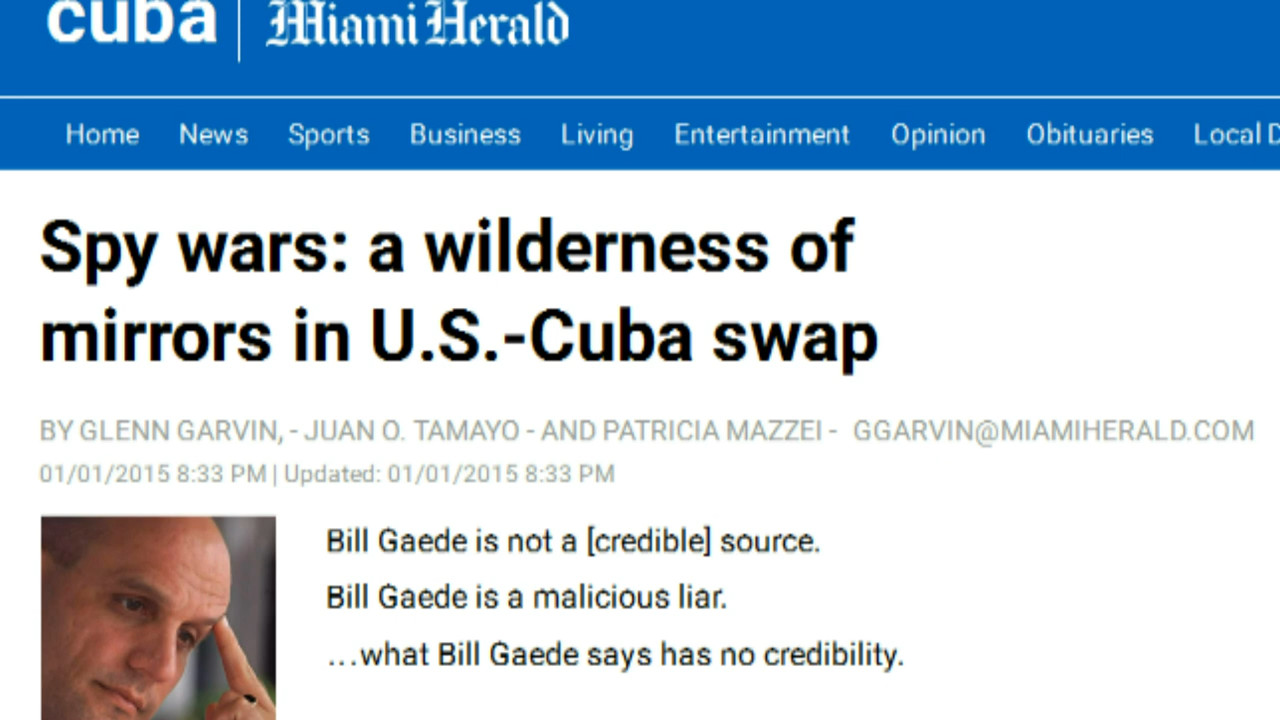 cuba | Miami Herald
Home News Sports Business Living Entertainment Opinion Obituaries Local D
Spy wars: a wilderness of
mirrors in U.S.-Cuba swap
BY GLENN GARVIN, - JUAN O. TAMAYO - AND PATRICIA MAZZEI - GGARVIN@MIAMIHERALD.COM
01/01/2015 8:33 PM | Updated: 01/01/2015 8:33 PM
Bill Gaede is not a [credible] source.
Bill Gaede is a malicious liar.
...what Bill Gaede says has no credibility.